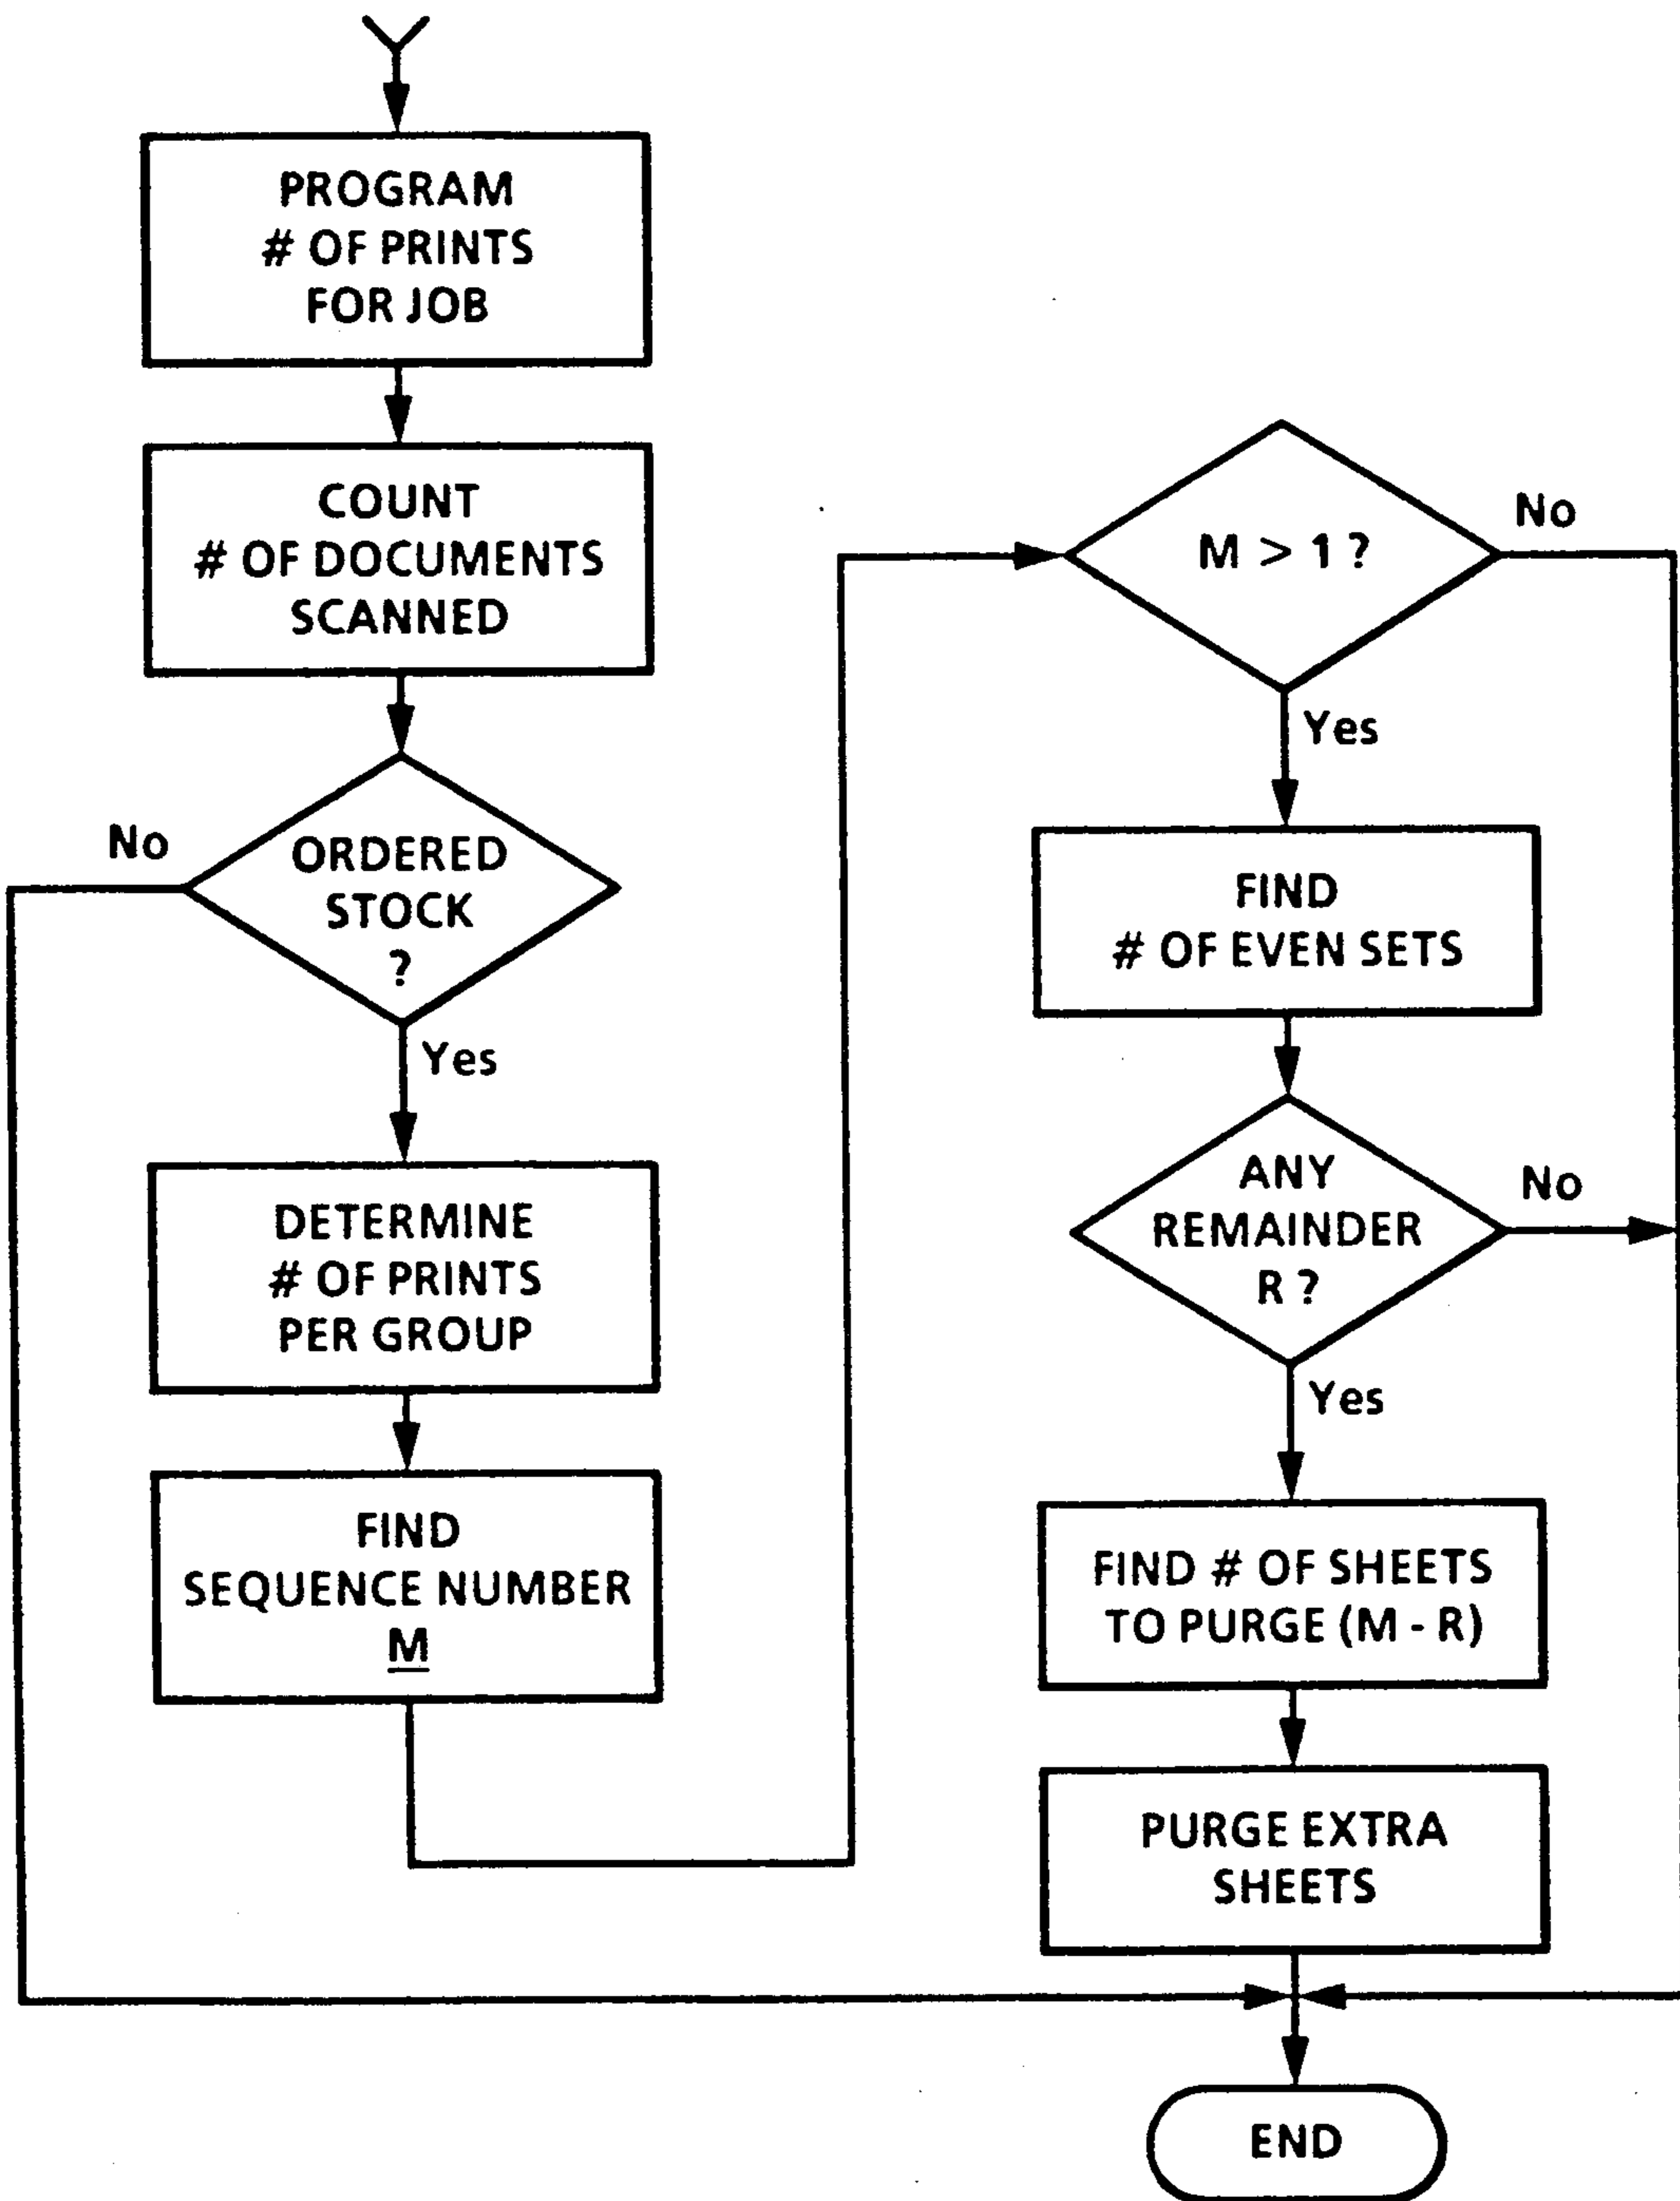 PROGRAM
# OF PRINTS
FOR JOB
COUNT
# OF DOCUMENTS
SCANNED
No
ORDERED
STOCK
?
Yes
DETERMINE
# OF PRINTS
PER GROUP
FIND
SEQUENCE NUMBER
M
M > 1 ?
No
Yes
FIND
# OF EVEN SETS
ANY
REMAINDER
R ?
No
Yes
FIND # OF SHEETS
TO PURGE (M - R)
PURGE EXTRA
SHEETS
END